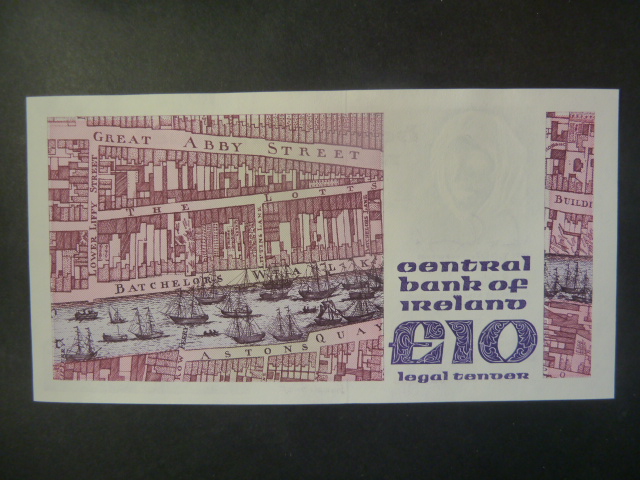 GREAT ABBY STREET
LOWER LIFFY STREET
THE LOTTS
BATCHELORS WALK
ASTONS QUAY
BUILDI
central
bank of
ireland
£10
legal tender